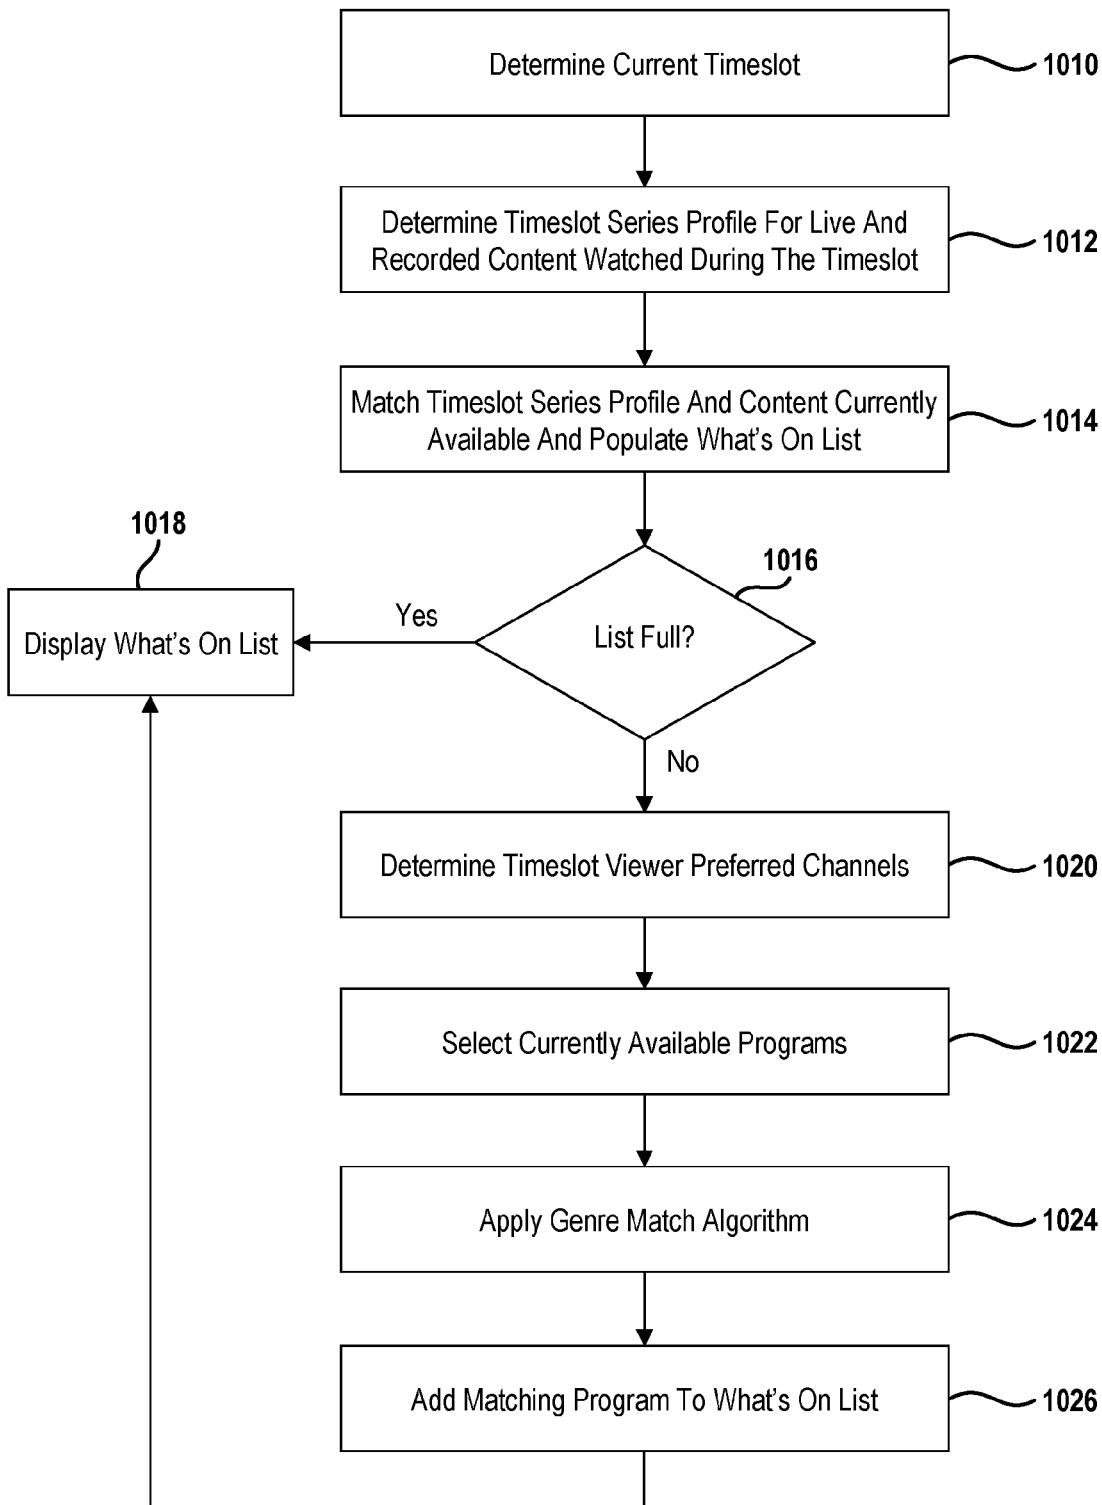 Determine Current Timeslot
1010
Determine Timeslot Series Profile For Live And
Recorded Content Watched During The Timeslot
1012
Match Timeslot Series Profile And Content Currently
Available And Populate What's On List
1014
1018
Display What's On List
Yes
1016
List Full?
No
Determine Timeslot Viewer Preferred Channels
1020
Select Currently Available Programs
1022
Apply Genre Match Algorithm
1024
Add Matching Program To What's On List
1026